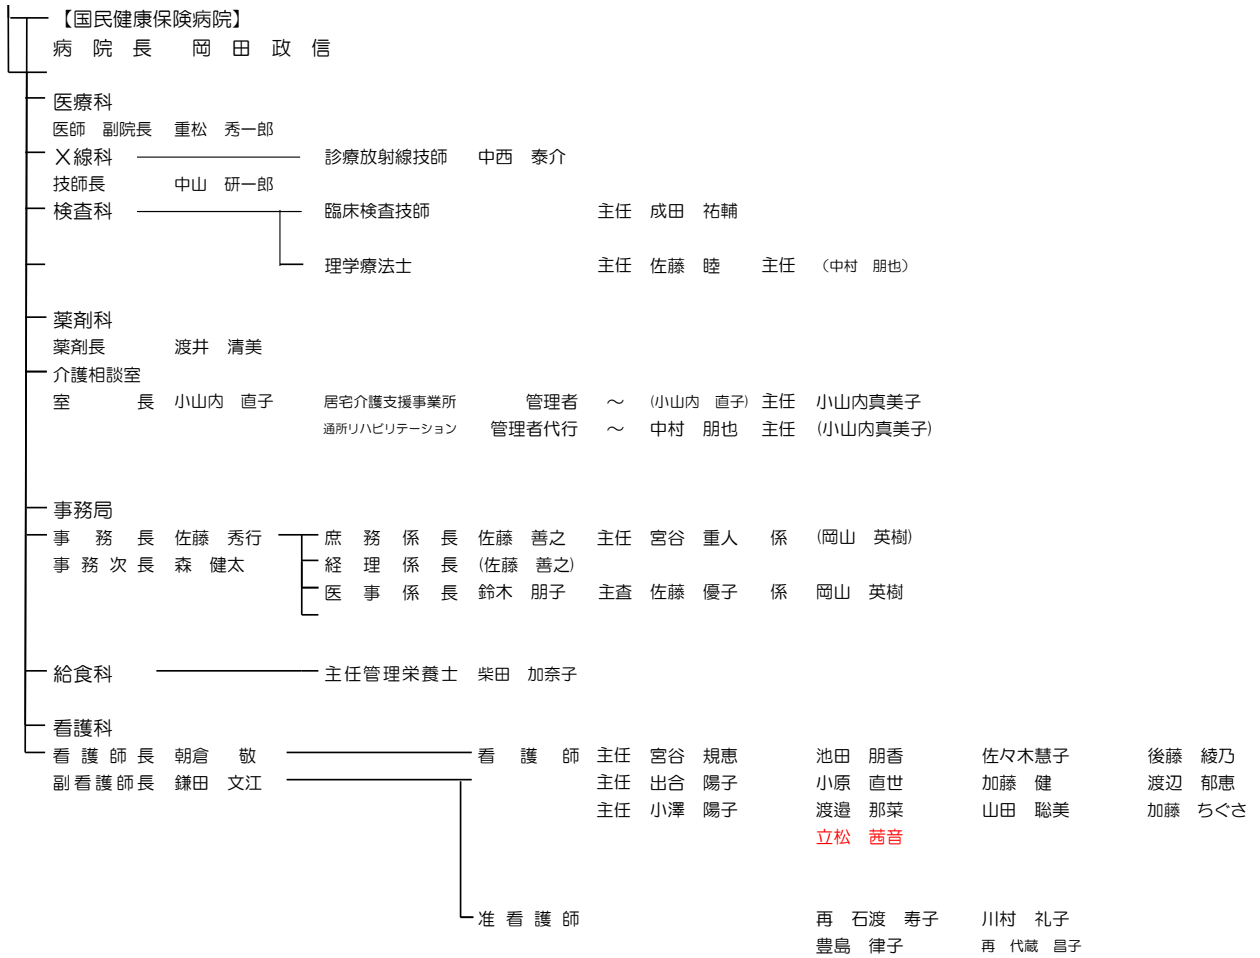 【国民健康保険病院】
病 院 長 岡 田 政 信
医療科
医師 副院長 重松 秀一郎
X線科 診療放射線技師 中西 泰介
技師長 中山 研一郎
検査科 臨床検査技師 主任 成田 祐輔
理学療法士 主任 佐藤 睦 主任 (中村 朋也)
薬剤科
薬剤長 渡井 清美
介護相談室
室 長 小山内 直子 居宅介護支援事業所 管理者 ～ (小山内 直子) 主任 小山内真美子
通所リハビリテーション 管理者代行 ～ 中村 朋也 主任 (小山内真美子)
事務局
事 務 長 佐藤 秀行 庶 務 係 長 佐藤 善之 主任 宮谷 重人 係 (岡山 英樹)
事 務 次 長 森 健太 経 理 係 長 (佐藤 善之)
医 事 係 長 鈴木 朋子 主査 佐藤 優子 係 岡山 英樹
給食科 主任管理栄養士 柴田 加奈子
看護科
看 護 師 長 朝倉 敬 看 護 師 主任 宮谷 規恵 池田 朋香 佐々木慧子 後藤 綾乃
副看護師長 鎌田 文江 主任 出合 陽子 小原 直世 加藤 健 渡辺 郁恵
主任 小澤 陽子 渡邉 那菜 山田 聡美 加藤 ちぐさ
立松 茜音
准 看 護 師 再 石渡 寿子 川村 礼子
豊島 律子 再 代蔵 昌子